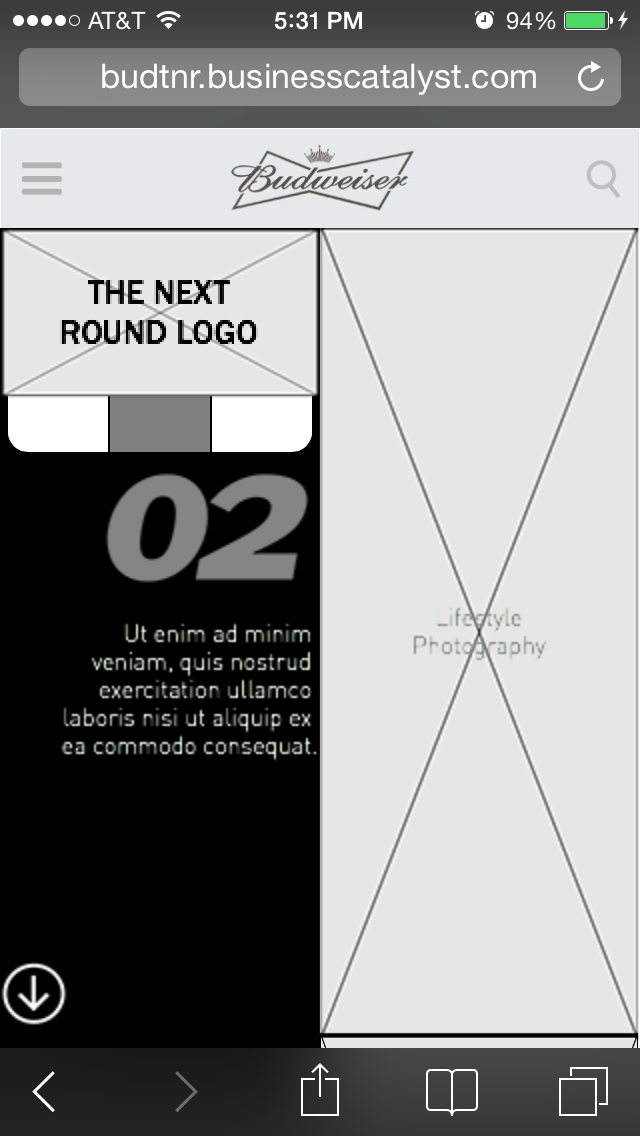 AT&T 5:31 PM 94%
budtnr.businesscatalyst.com
Budweiser
THE NEXT
ROUND LOGO
02
Ut enim ad minim
veniam, quis nostrud
exercitation ullamco
laboris nisi ut aliquip ex
ea commodo consequat.
Lifestyle
Photography